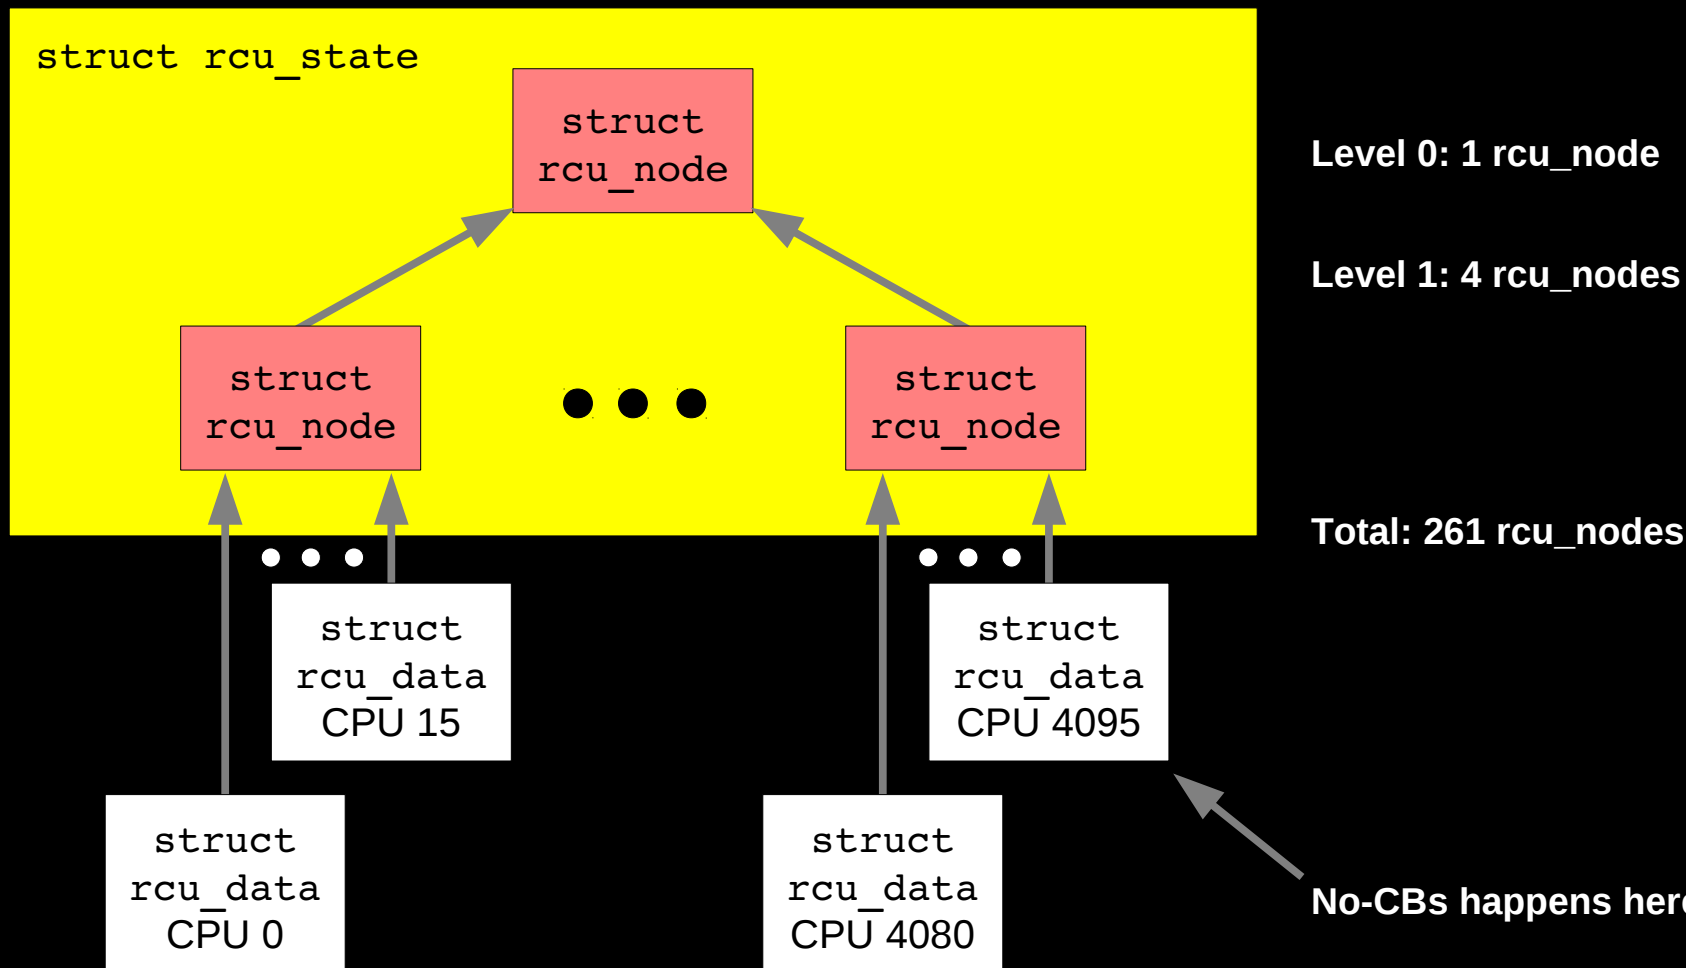 struct rcu_state
struct
rcu_node
Level 0: 1 rcu_node
Level 1: 4 rcu_nodes
struct
rcu_node
struct
rcu_node
Total: 261 rcu_nodes
struct
rcu_data
CPU 15
struct
rcu_data
CPU 4095
struct
rcu_data
CPU 0
struct
rcu_data
CPU 4080
No-CBs happens here